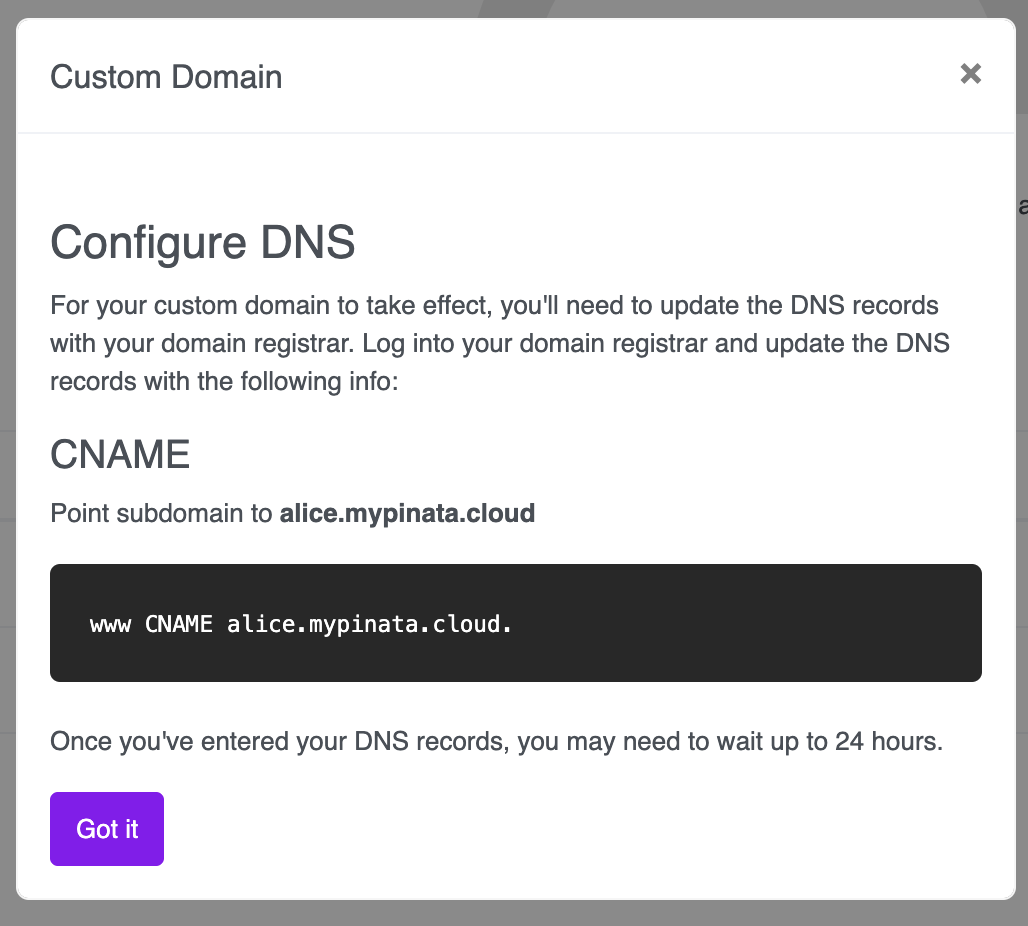 Custom Domain
Configure DNS
For your custom domain to take effect, you'll need to update the DNS records
with your domain registrar. Log into your domain registrar and update the DNS
records with the following info:
CNAME
Point subdomain to alice.mypinata.cloud
www CNAME alice.mypinata.cloud.
Once you've entered your DNS records, you may need to wait up to 24 hours.
Got it